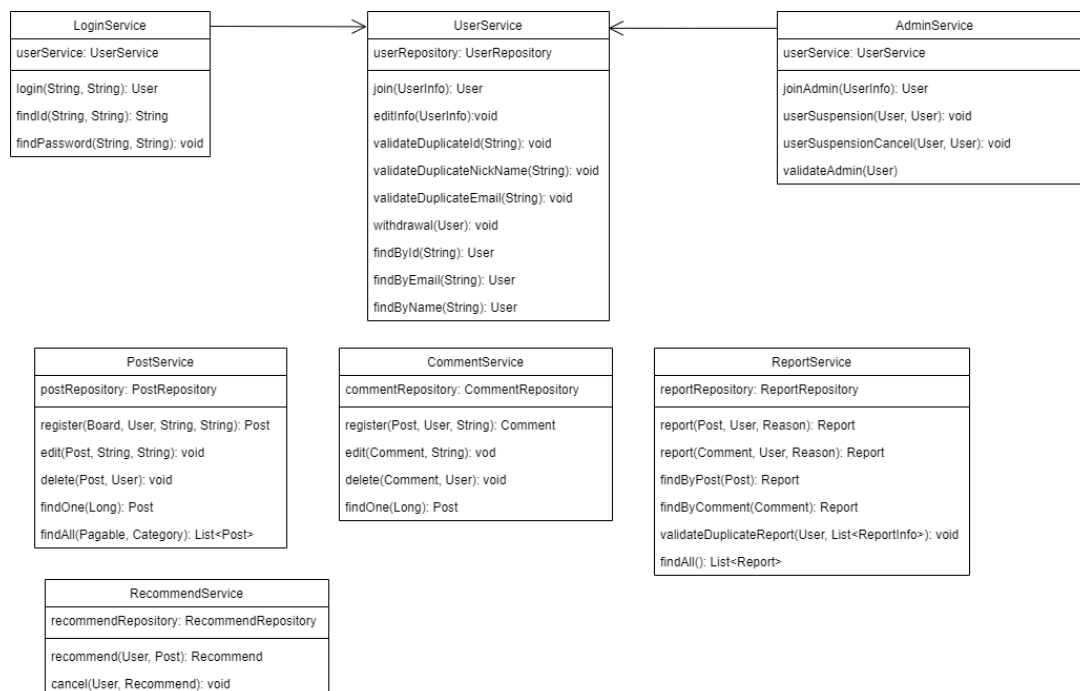 LoginService
userService: UserService
login(String, String): User
findId(String, String): String
findPassword(String, String): void
UserService
userRepository: UserRepository
join(UserInfo): User
editInfo(UserInfo):void
validateDuplicateId(String): void
validateDuplicateNickName(String): void
validateDuplicateEmail(String): void
withdrawal(User): void
findById(String): User
findByEmail(String): User
findByName(String): User
AdminService
userService: UserService
joinAdmin(UserInfo): User
userSuspension(User, User): void
userSuspensionCancel(User, User): void
validateAdmin(User)
PostService
postRepository: PostRepository
register(Board, User, String, String): Post
edit(Post, String, String): void
delete(Post, User): void
findOne(Long): Post
findAll(Pagable, Category): List<Post>
CommentService
commentRepository: CommentRepository
register(Post, User, String): Comment
edit(Comment, String): vod
delete(Comment, User): void
findOne(Long): Post
ReportService
reportRepository: ReportRepository
report(Post, User, Reason): Report
report(Comment, User, Reason): Report
findByPost(Post): Report
findByComment(Comment): Report
validateDuplicateReport(User, List<ReportInfo>): void
findAll(): List<Report>
RecommendService
recommendRepository: RecommendRepository
recommend(User, Post): Recommend
cancel(User, Recommend): void